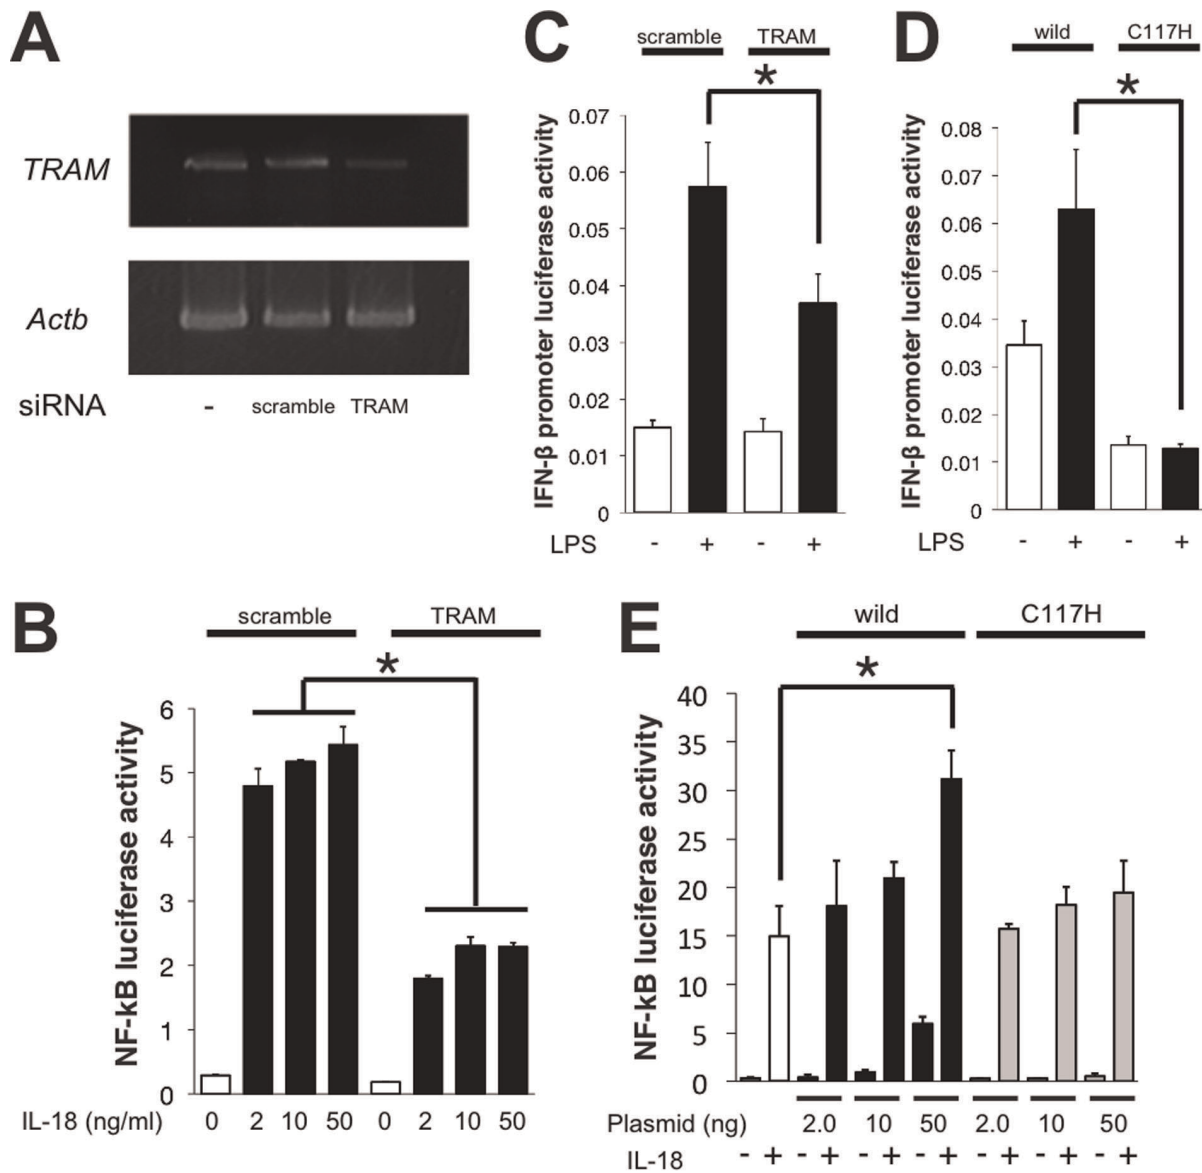 A
TRAM
Actb
siRNA - scramble TRAM
C
scramble TRAM
*
IFN-β promoter luciferase activity
0.07
0.06
0.05
0.04
0.03
0.02
0.01
0
LPS - + - +
D
wild C117H
*
IFN-β promoter luciferase activity
0.08
0.07
0.06
0.05
0.04
0.03
0.02
0.01
0
LPS - + - +
B
scramble TRAM
*
NF-kB luciferase activity
6
5
4
3
2
1
0
IL-18 (ng/ml) 0 2 10 50 0 2 10 50
E
wild C117H
*
NF-kB luciferase activity
40
35
30
25
20
15
10
5
0
Plasmid (ng) 2.0 10 50 2.0 10 50
IL-18 - + - + - + - + - + - + - +